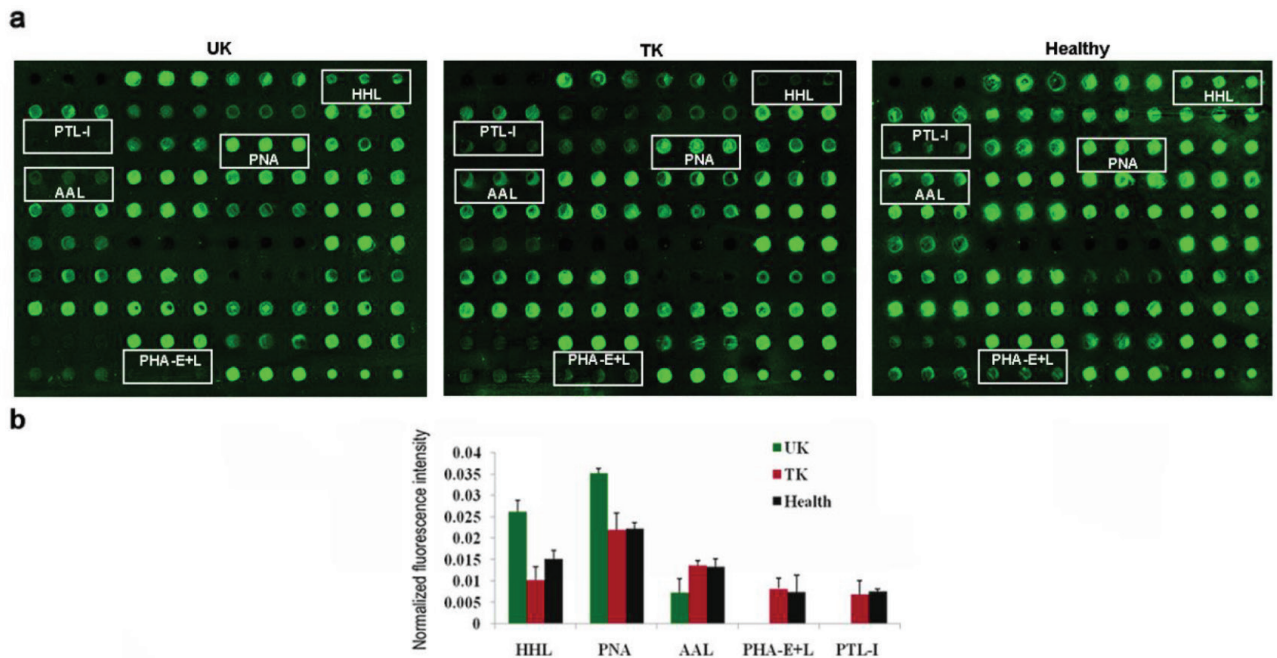 a
UK TK Healthy
HHL
PTL-I
PNA
AAL
PHA-E+L
HHL
PTL-I
PNA
AAL
PHA-E+L
HHL
PTL-I
PNA
AAL
PHA-E+L
b
Normalized fluorescence intensity
0.04
0.035
0.03
0.025
0.02
0.015
0.01
0.005
0
UK
TK
Health
HHL PNA AAL PHA-E+L PTL-I